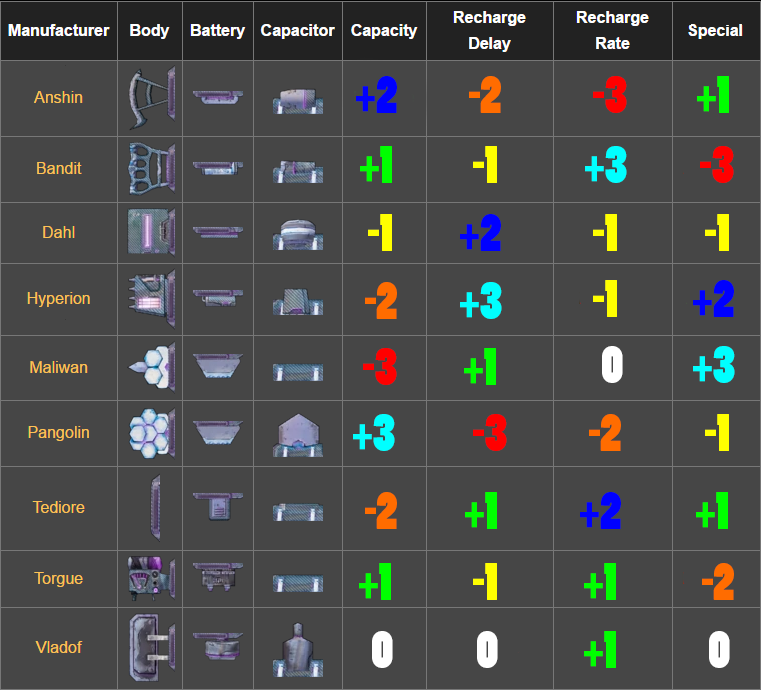 Manufacturer Body Battery Capacitor Capacity Recharge Delay Recharge Rate Special
Anshin +2 -2 -3 +1
Bandit +1 -1 +3 -3
Dahl -1 +2 -1 -1
Hyperion -2 +3 -1 +2
Maliwan -3 +1 0 +3
Pangolin +3 -3 -2 -1
Tediore -2 +1 +2 +1
Torgue +1 -1 +1 -2
Vladof 0 0 +1 0